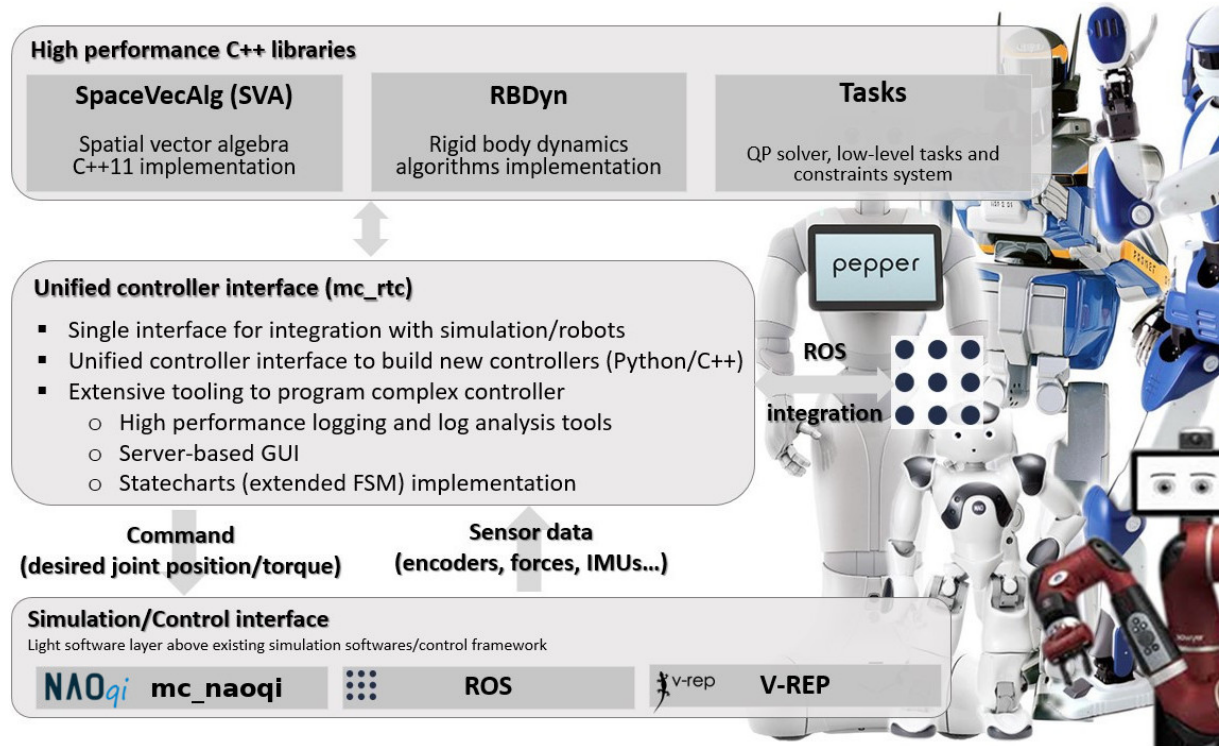 High performance C++ libraries
SpaceVecAlg (SVA)
Spatial vector algebra
C++11 implementation
RBDyn
Rigid body dynamics
algorithms implementation
Tasks
QP solver, low-level tasks and
constraints system
pepper
Unified controller interface (mc_rtc)
▪ Single interface for integration with simulation/robots
▪ Unified controller interface to build new controllers (Python/C++)
▪ Extensive tooling to program complex controller
o High performance logging and log analysis tools
o Server-based GUI
o Statecharts (extended FSM) implementation
ROS
integration
Command
(desired joint position/torque)
Sensor data
(encoders, forces, IMUs...)
Simulation/Control interface
Light software layer above existing simulation softwares/control framework
NAOqi mc_naoqi
ROS
v-rep V-REP